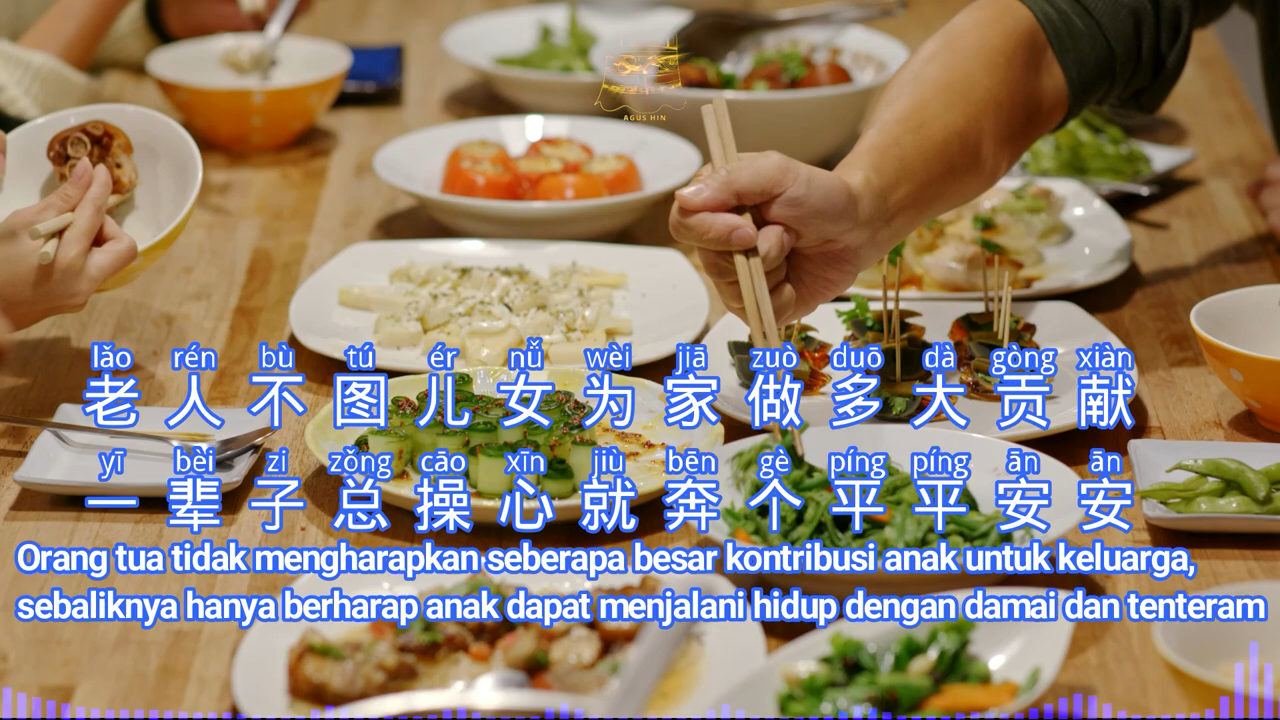 AGUS HIN
lǎo rén bù tú ér nǚ wèi jiā zuò duō dà gòng xiàn
老人不图儿女为家做多大贡献
yī bèi zi zǒng cāo xīn jiù bēn gè píng píng ān ān
一辈子总操心就奔个平平安安
Orang tua tidak mengharapkan seberapa besar kontribusi anak untuk keluarga,
sebaliknya hanya berharap anak dapat menjalani hidup dengan damai dan tenteram